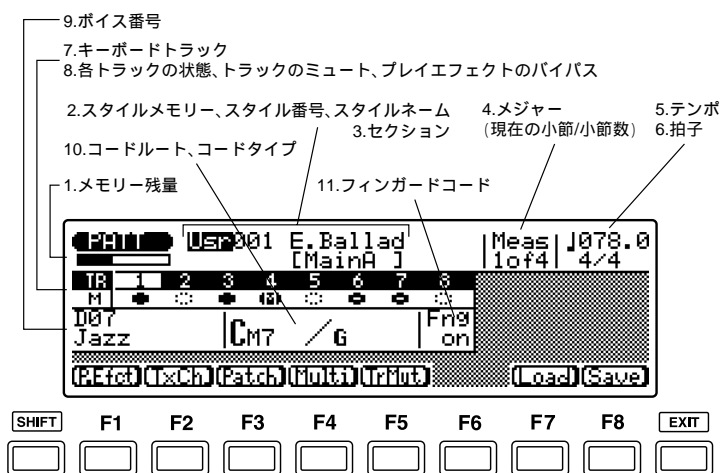 9.ボイス番号
7.キーボードトラック
8.各トラックの状態、トラックのミュート、プレイエフェクトのバイパス
2.スタイルメモリー、スタイル番号、スタイルネーム
3.セクション
4.メジャー
(現在の小節/小節数)
5.テンポ
6.拍子
10.コードルート、コードタイプ
1.メモリー残量
11.フィンガードコード
PATT Usr001 E.Ballad Meas ♩078.0
[MainA ] 1of4 4/4
TR 1 2 3 4 5 6 7 8
M
D07 CM7 /G Fng
Jazz on
P.Efct TxCh Patch Multi TrMut Load Save
SHIFT F1 F2 F3 F4 F5 F6 F7 F8 EXIT